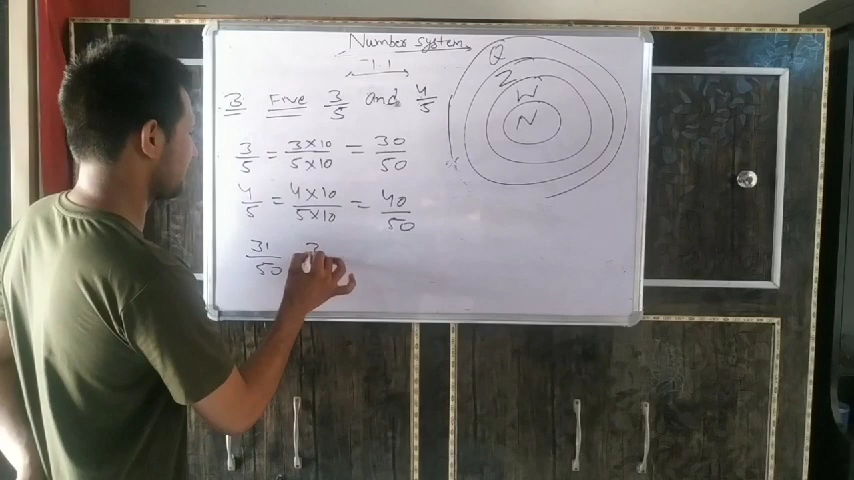 Number system
-1.1
3 Five 3/5 and 4/5
3/5 = 3×10/5×10 = 30/50
4/5 = 4×10/5×10 = 40/50
31/50 3
Q
Z
W
N